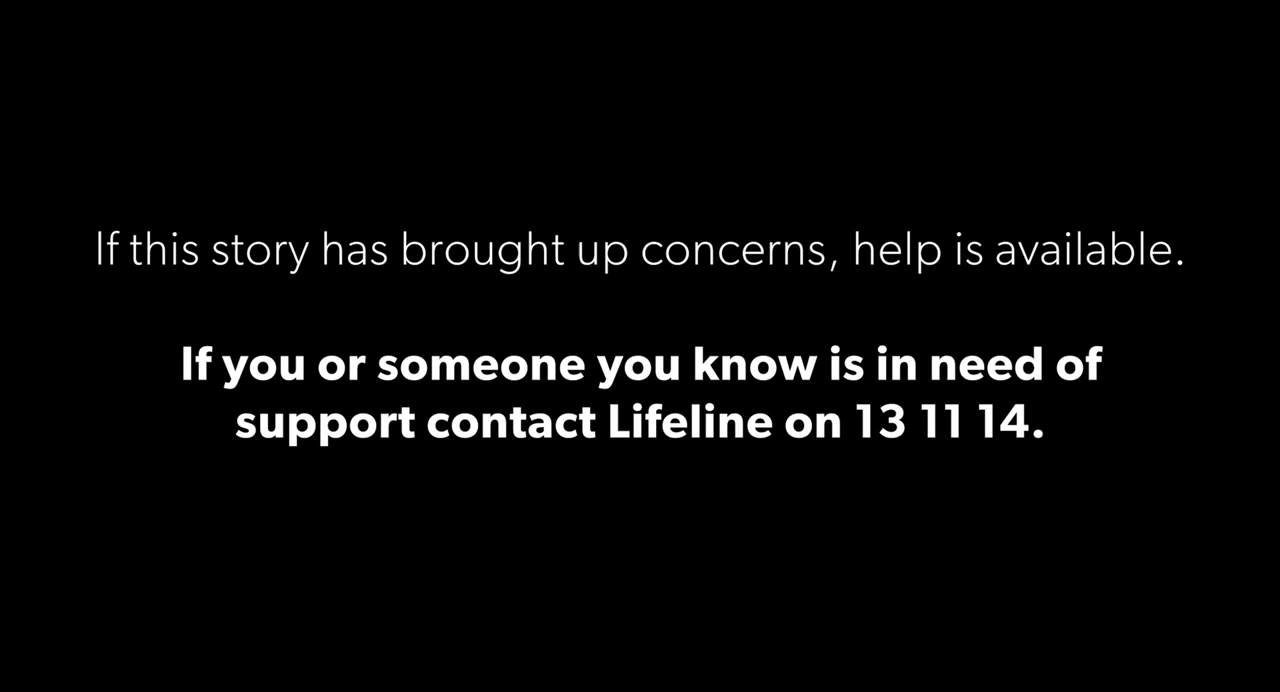 If this story has brought up concerns, help is available.
If you or someone you know is in need of
support contact Lifeline on 13 11 14.